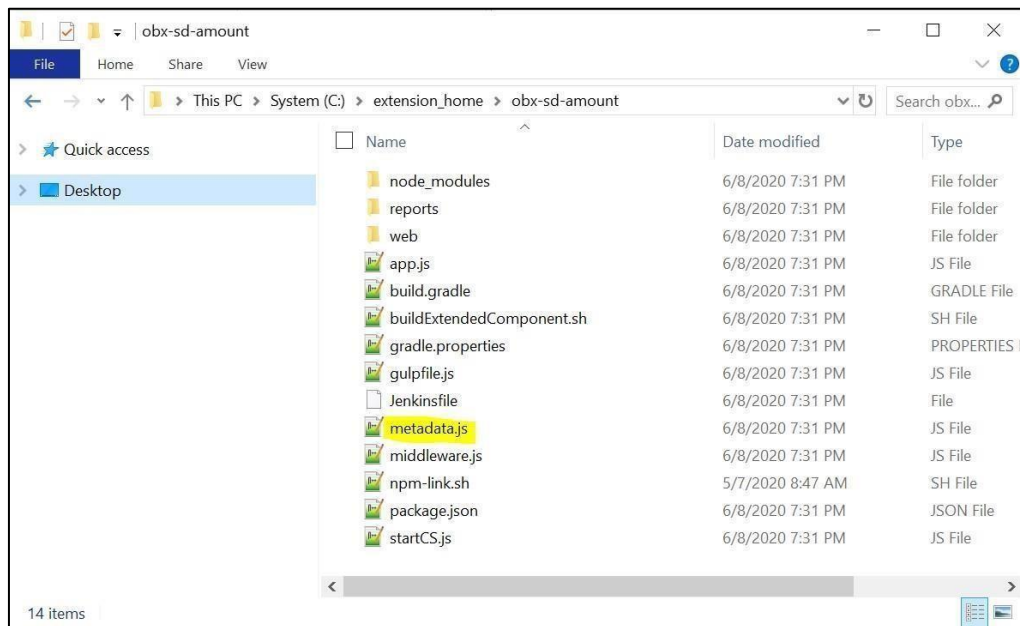 obx-sd-amount
File Home Share View
This PC > System (C:) > extension_home > obx-sd-amount Search obx...
Quick access
Desktop
Name Date modified Type
node_modules 6/8/2020 7:31 PM File folder
reports 6/8/2020 7:31 PM File folder
web 6/8/2020 7:31 PM File folder
app.js 6/8/2020 7:31 PM JS File
build.gradle 6/8/2020 7:31 PM GRADLE File
buildExtendedComponent.sh 6/8/2020 7:31 PM SH File
gradle.properties 6/8/2020 7:31 PM PROPERTIES
gulpfile.js 6/8/2020 7:31 PM JS File
Jenkinsfile 6/8/2020 7:31 PM File
metadata.js 6/8/2020 7:31 PM JS File
middleware.js 6/8/2020 7:31 PM JS File
npm-link.sh 5/7/2020 8:47 AM SH File
package.json 6/8/2020 7:31 PM JSON File
startCS.js 6/8/2020 7:31 PM JS File
14 items